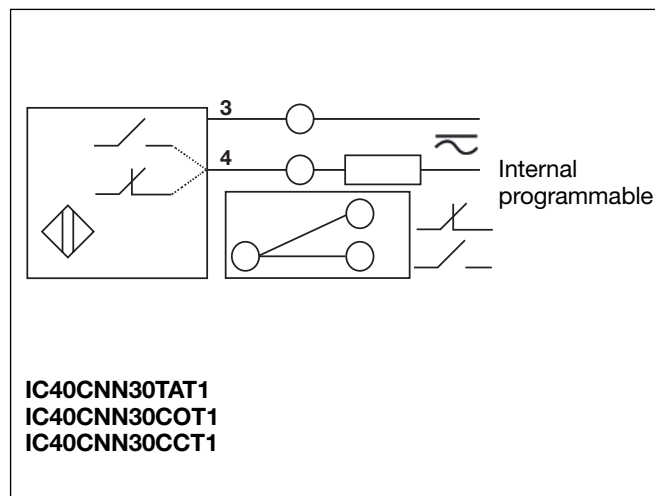 3
4
Internal
programmable
IC40CNN30TAT1
IC40CNN30COT1
IC40CNN30CCT1